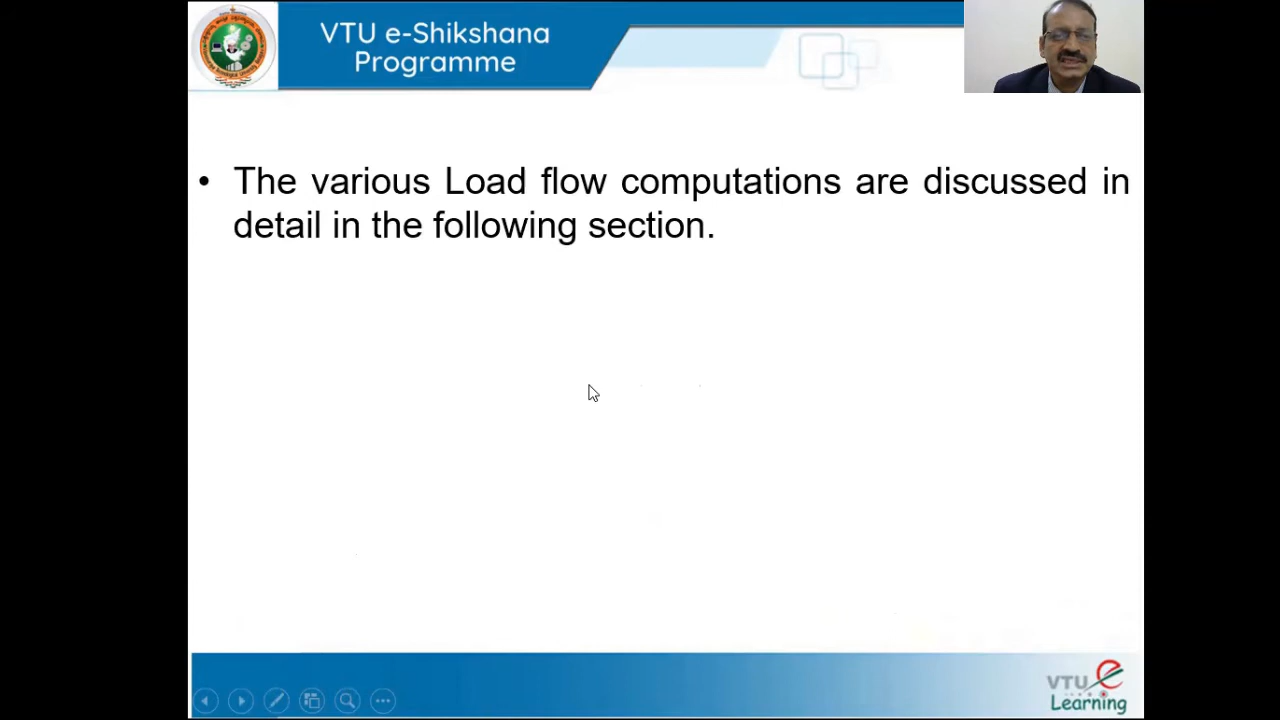 VTU e-Shikshana
Programme
• The various Load flow computations are discussed in
detail in the following section.
VTU e
Learning